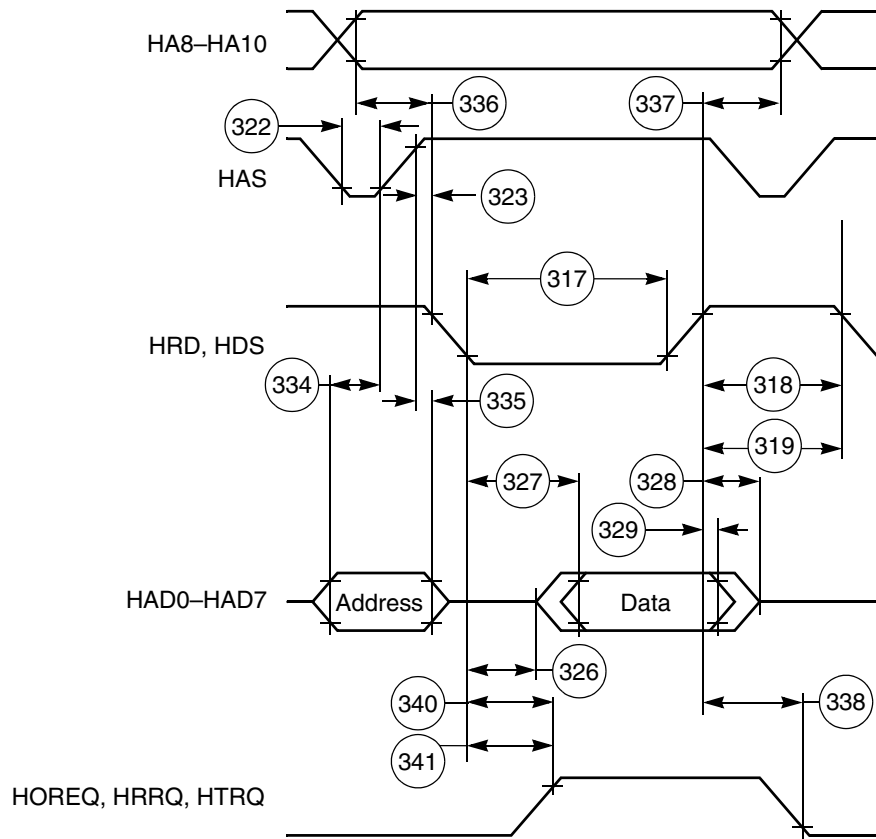 HA8–HA10
336
337
322
HAS
323
317
HRD, HDS
334
335
318
319
327
328
329
HAD0–HAD7
Address
Data
326
340
338
341
HOREQ, HRRQ, HTRQ